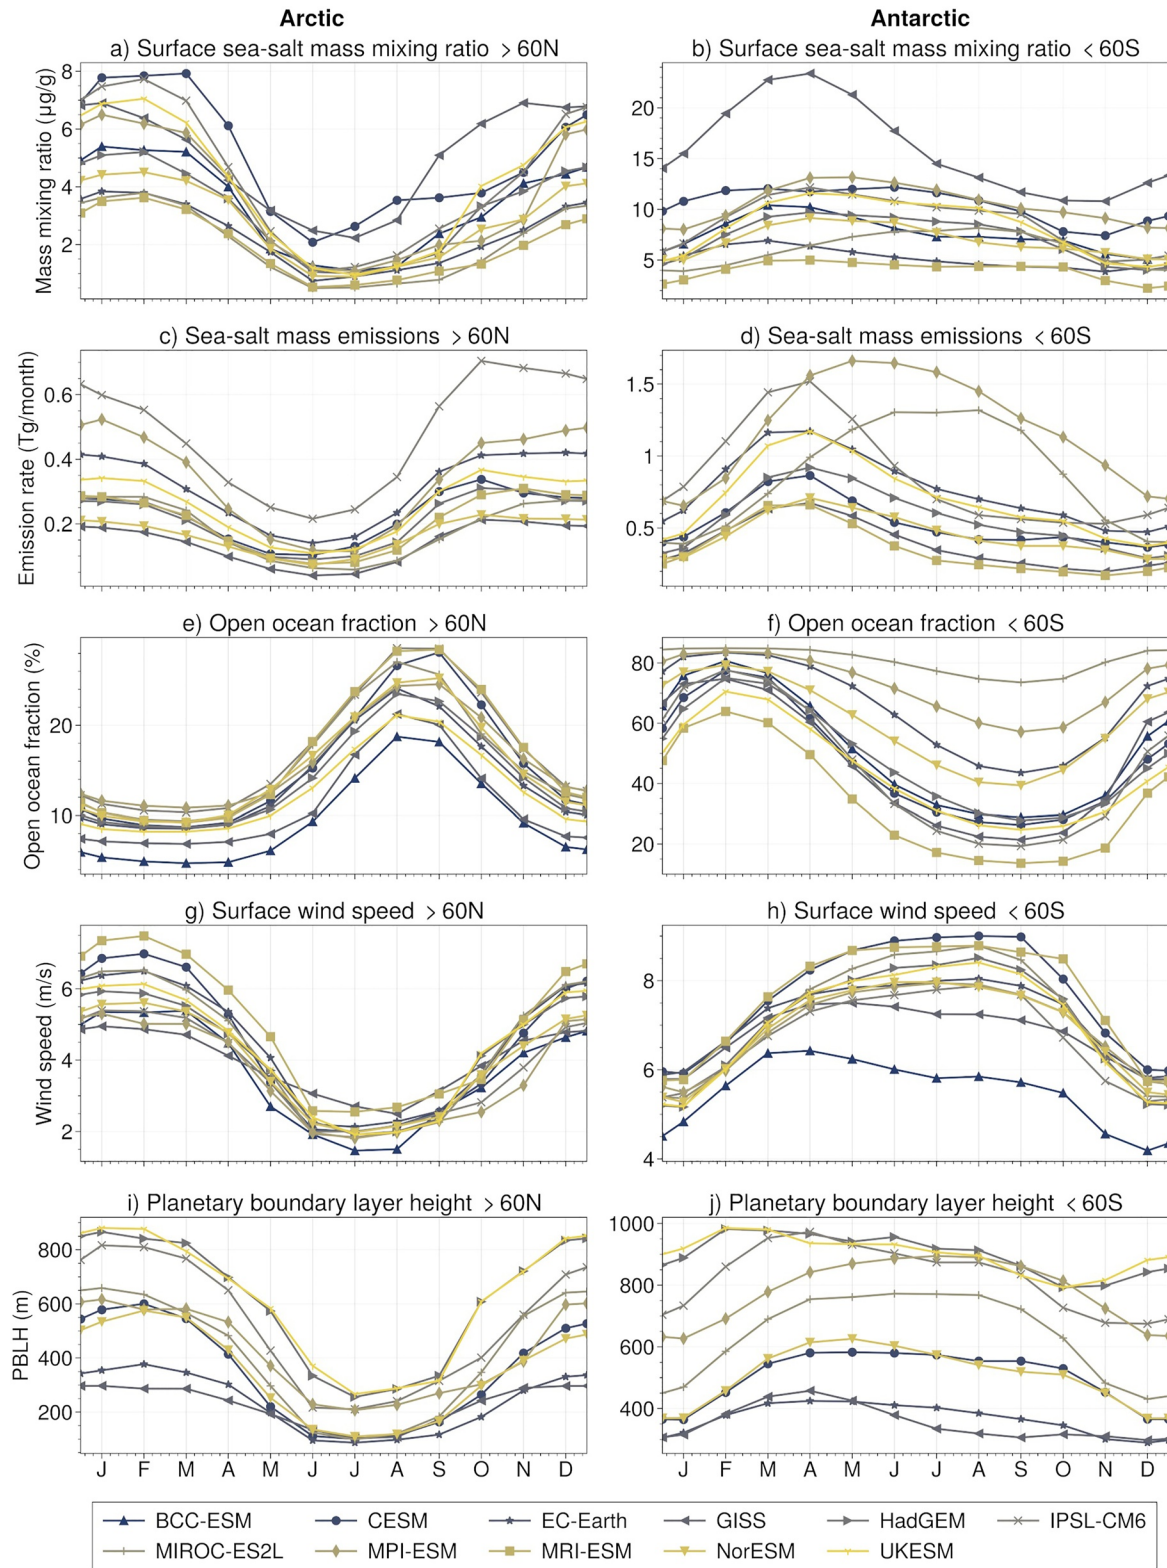 Arctic
Antarctic
a) Surface sea-salt mass mixing ratio > 60N
b) Surface sea-salt mass mixing ratio < 60S
Mass mixing ratio (µg/g)
8
6
4
2
20
15
10
5
c) Sea-salt mass emissions > 60N
d) Sea-salt mass emissions < 60S
Emission rate (Tg/month)
0.6
0.4
0.2
1.5
1
0.5
e) Open ocean fraction > 60N
f) Open ocean fraction < 60S
Open ocean fraction (%)
20
10
80
60
40
20
g) Surface wind speed > 60N
h) Surface wind speed < 60S
Wind speed (m/s)
6
4
2
8
6
4
i) Planetary boundary layer height > 60N
j) Planetary boundary layer height < 60S
PBLH (m)
800
600
400
200
1000
800
600
400
J F M A M J J A S O N D
J F M A M J J A S O N D
BCC-ESM CESM EC-Earth GISS HadGEM IPSL-CM6
MIROC-ES2L MPI-ESM MRI-ESM NorESM UKESM